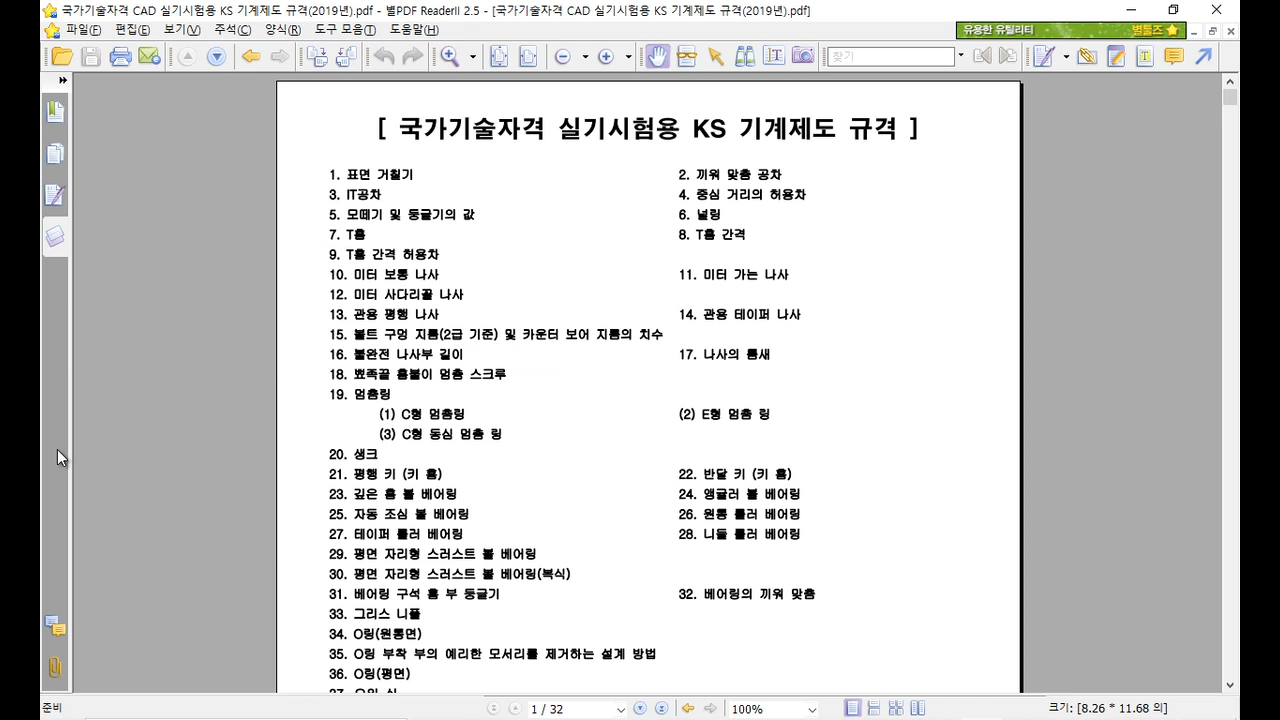 국가기술자격 CAD 실기시험용 KS 기계제도 규격(2019년).pdf - 별PDF ReaderII 2.5 - [국가기술자격 CAD 실기시험용 KS 기계제도 규격(2019년).pdf]
파일(F) 편집(E) 보기(V) 주석(C) 양식(R) 도구 모음(T) 도움말(H) 유용한 유틸리티 별툴즈
찾기
[ 국가기술자격 실기시험용 KS 기계제도 규격 ]
1. 표면 거칠기 2. 끼워 맞춤 공차
3. IT공차 4. 중심 거리의 허용차
5. 모떼기 및 둥글기의 값 6. 널링
7. T홈 8. T홈 간격
9. T홈 간격 허용차
10. 미터 보통 나사 11. 미터 가는 나사
12. 미터 사다리꼴 나사
13. 관용 평행 나사 14. 관용 테이퍼 나사
15. 볼트 구멍 지름(2급 기준) 및 카운터 보어 지름의 치수
16. 불완전 나사부 길이 17. 나사의 틈새
18. 뾰족끝 홈붙이 멈춤 스크루
19. 멈춤링
(1) C형 멈춤링 (2) E형 멈춤 링
(3) C형 동심 멈춤 링
20. 생크
21. 평행 키 (키 홈) 22. 반달 키 (키 홈)
23. 깊은 홈 볼 베어링 24. 앵귤러 볼 베어링
25. 자동 조심 볼 베어링 26. 원통 롤러 베어링
27. 테이퍼 롤러 베어링 28. 니들 롤러 베어링
29. 평면 자리형 스러스트 볼 베어링
30. 평면 자리형 스러스트 볼 베어링(복식)
31. 베어링 구석 홈 부 둥글기 32. 베어링의 끼워 맞춤
33. 그리스 니플
34. O링(원통면)
35. O링 부착 부의 예리한 모서리를 제거하는 설계 방법
36. O링(평면)
37. 오일 실
준비 1 / 32 100% 크기: [8.26 * 11.68 의]